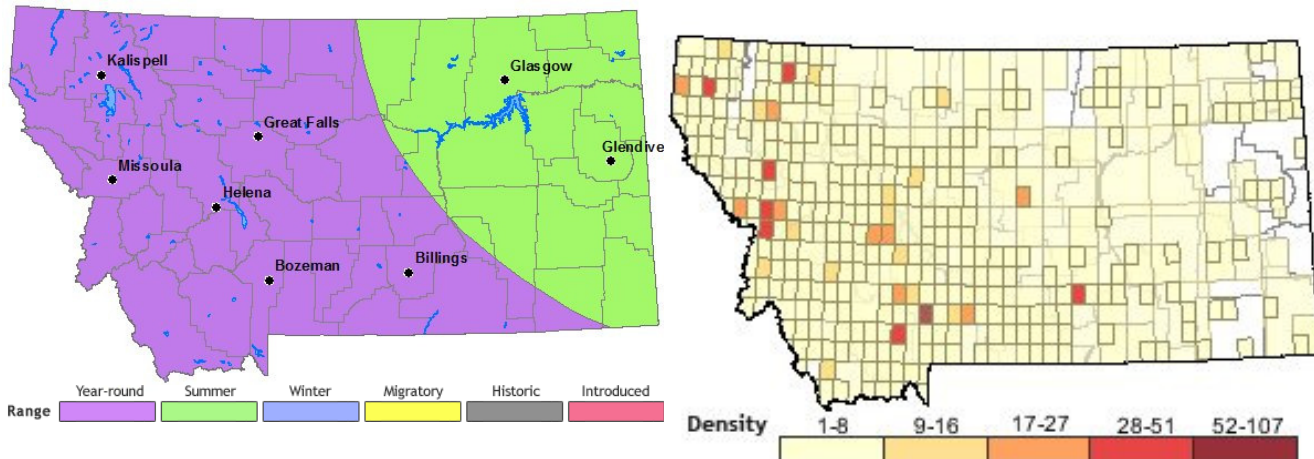 Kalispell
Glasgow
Great Falls
Glendive
Missoula
Helena
Bozeman
Billings
Year-round Summer Winter Migratory Historic Introduced
Range
Density 1-8 9-16 17-27 28-51 52-107